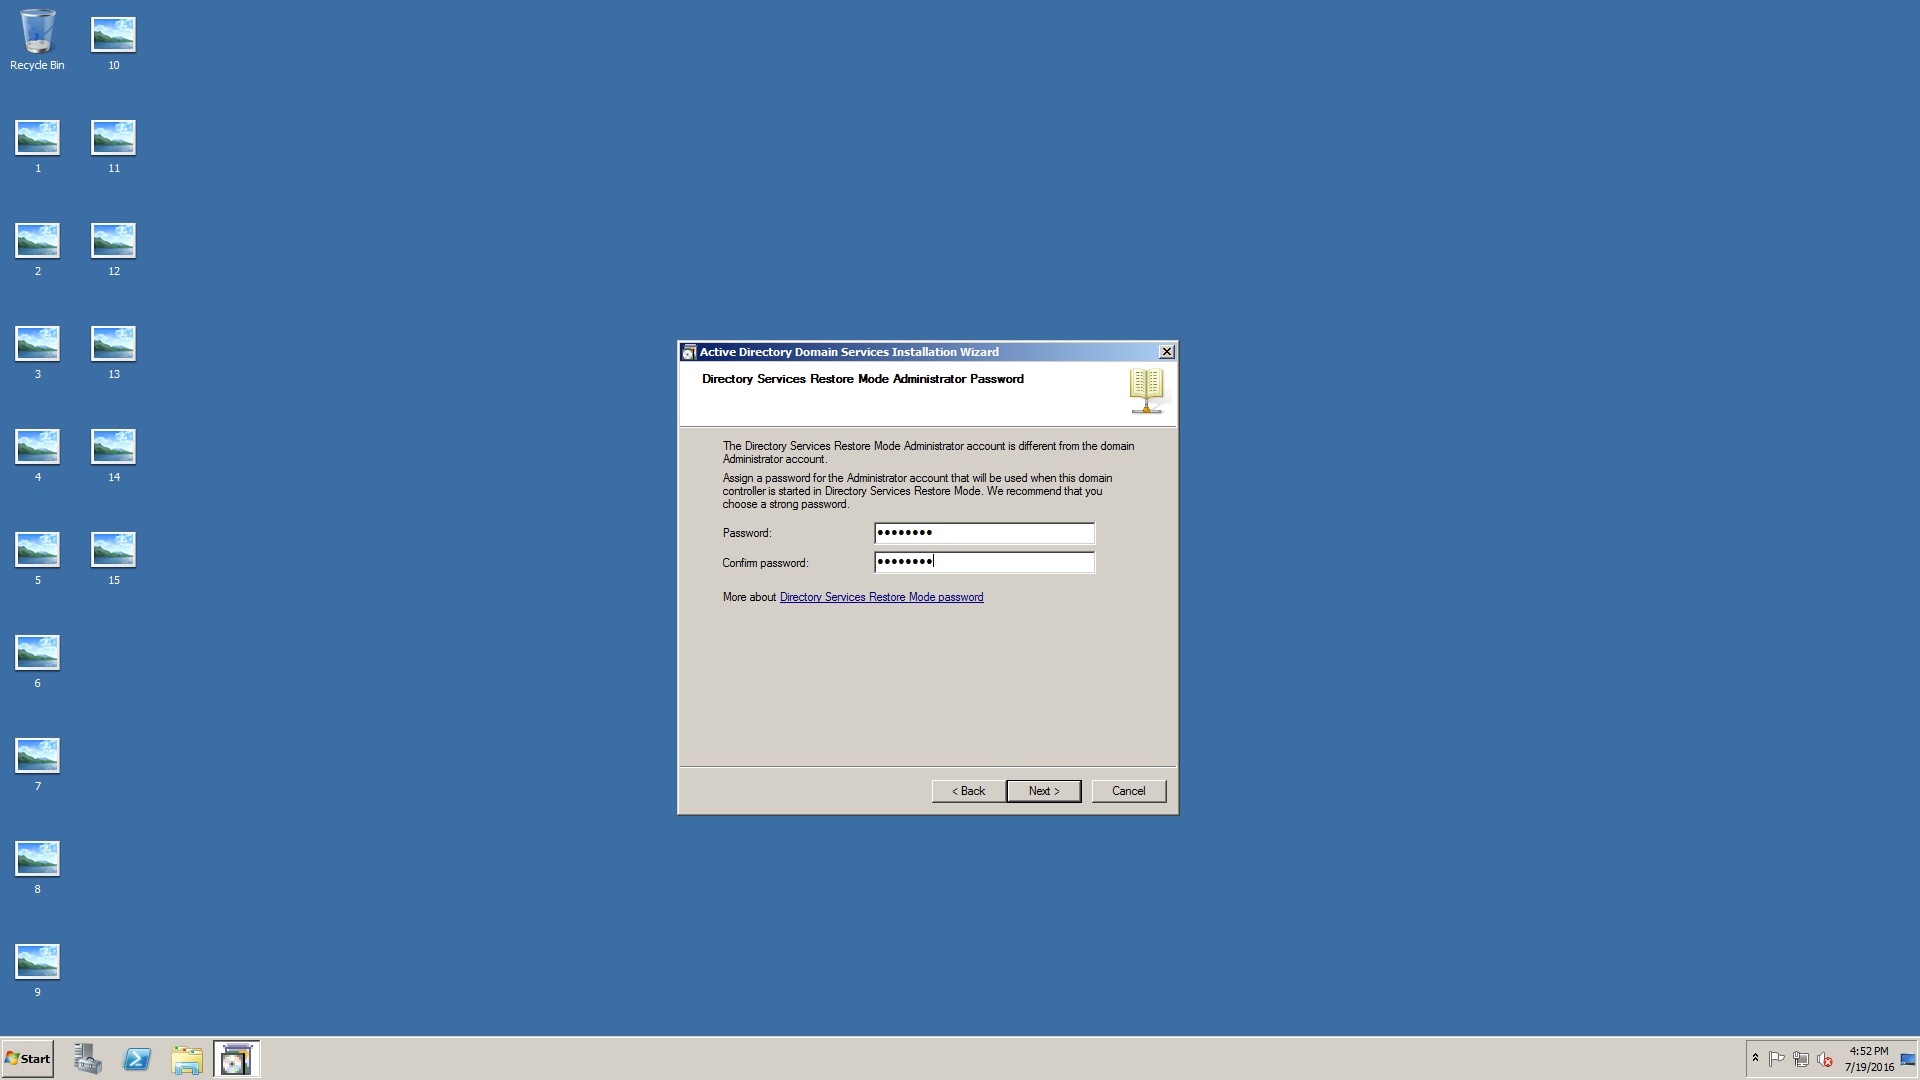 Recycle Bin
10
1
11
2
12
3
13
4
14
5
15
6
7
8
9
Active Directory Domain Services Installation Wizard
Directory Services Restore Mode Administrator Password
The Directory Services Restore Mode Administrator account is different from the domain
Administrator account.
Assign a password for the Administrator account that will be used when this domain
controller is started in Directory Services Restore Mode. We recommend that you
choose a strong password.
Password: ••••••••
Confirm password: ••••••••
More about Directory Services Restore Mode password
< Back
Next >
Cancel
Start
4:52 PM
7/19/2016